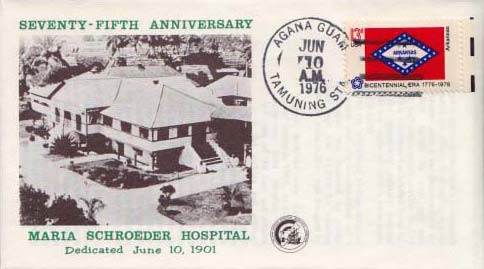 SEVENTY-FIFTH ANNIVERSARY
MARIA SCHROEDER HOSPITAL
Dedicated June 10, 1901
AGANA GUAM
JUN
10
A.M.
1976
TAMUNING STA
13c
ARKANSAS
Arkansas
BICENTENNIAL ERA 1776-1976